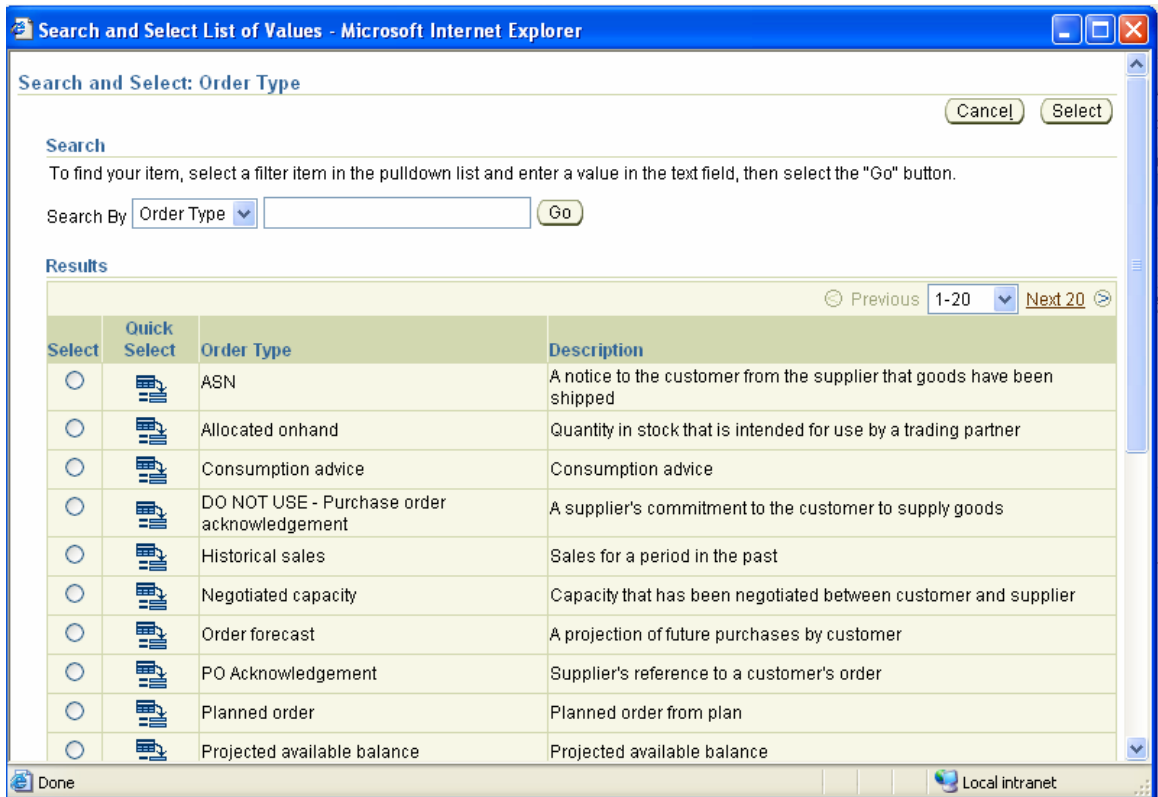 Search and Select List of Values - Microsoft Internet Explorer
Search and Select: Order Type
Cancel Select
Search
To find your item, select a filter item in the pulldown list and enter a value in the text field, then select the "Go" button.
Search By Order Type Go
Results
Previous 1-20 Next 20
Select Quick Select Order Type Description
ASN A notice to the customer from the supplier that goods have been
shipped
Allocated onhand Quantity in stock that is intended for use by a trading partner
Consumption advice Consumption advice
DO NOT USE - Purchase order
acknowledgement A supplier's commitment to the customer to supply goods
Historical sales Sales for a period in the past
Negotiated capacity Capacity that has been negotiated between customer and supplier
Order forecast A projection of future purchases by customer
PO Acknowledgement Supplier's reference to a customer's order
Planned order Planned order from plan
Projected available balance Projected available balance
Done Local intranet